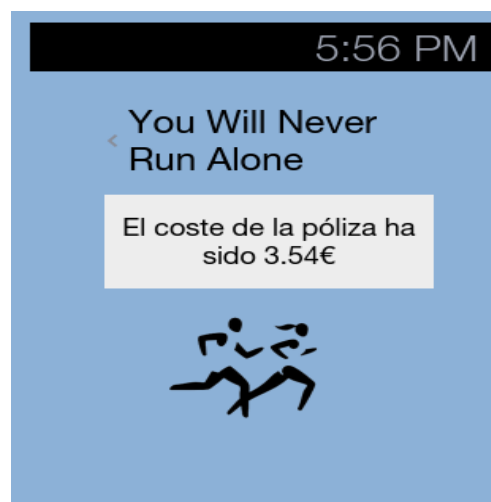 5:56 PM
You Will Never
Run Alone
El coste de la póliza ha
sido 3.54€